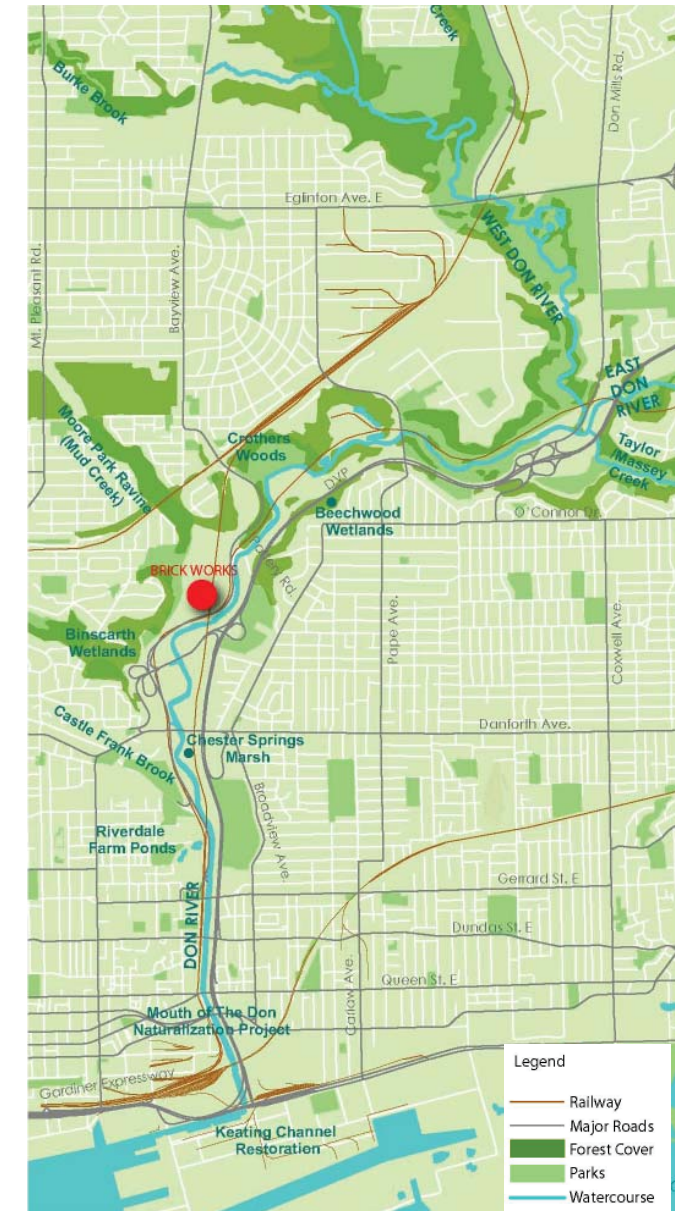 Creek
Burke Brook
Don Mills Rd.
Eglinton Ave. E
WEST DON RIVER
Mt. Pleasant Rd.
Bayview Ave.
EAST
DON
RIVER
Moore Park Ravine
(Mud Creek)
Crothers
Woods
Taylor
/Massey
Creek
DVP
Beechwood
Wetlands
O'Connor Dr.
Pottery Rd.
BRICK WORKS
Pape Ave.
Coxwell Ave.
Binscarth
Wetlands
Castle Frank Brook
Danforth Ave.
Chester Springs
Marsh
Broadview Ave.
Riverdale
Farm Ponds
Gerrard St. E
DON RIVER
Dundas St. E
Queen St. E
Carlaw Ave.
Mouth of The Don
Naturalization Project
Gardiner Expressway
Keating Channel
Restoration
Legend
Railway
Major Roads
Forest Cover
Parks
Watercourse